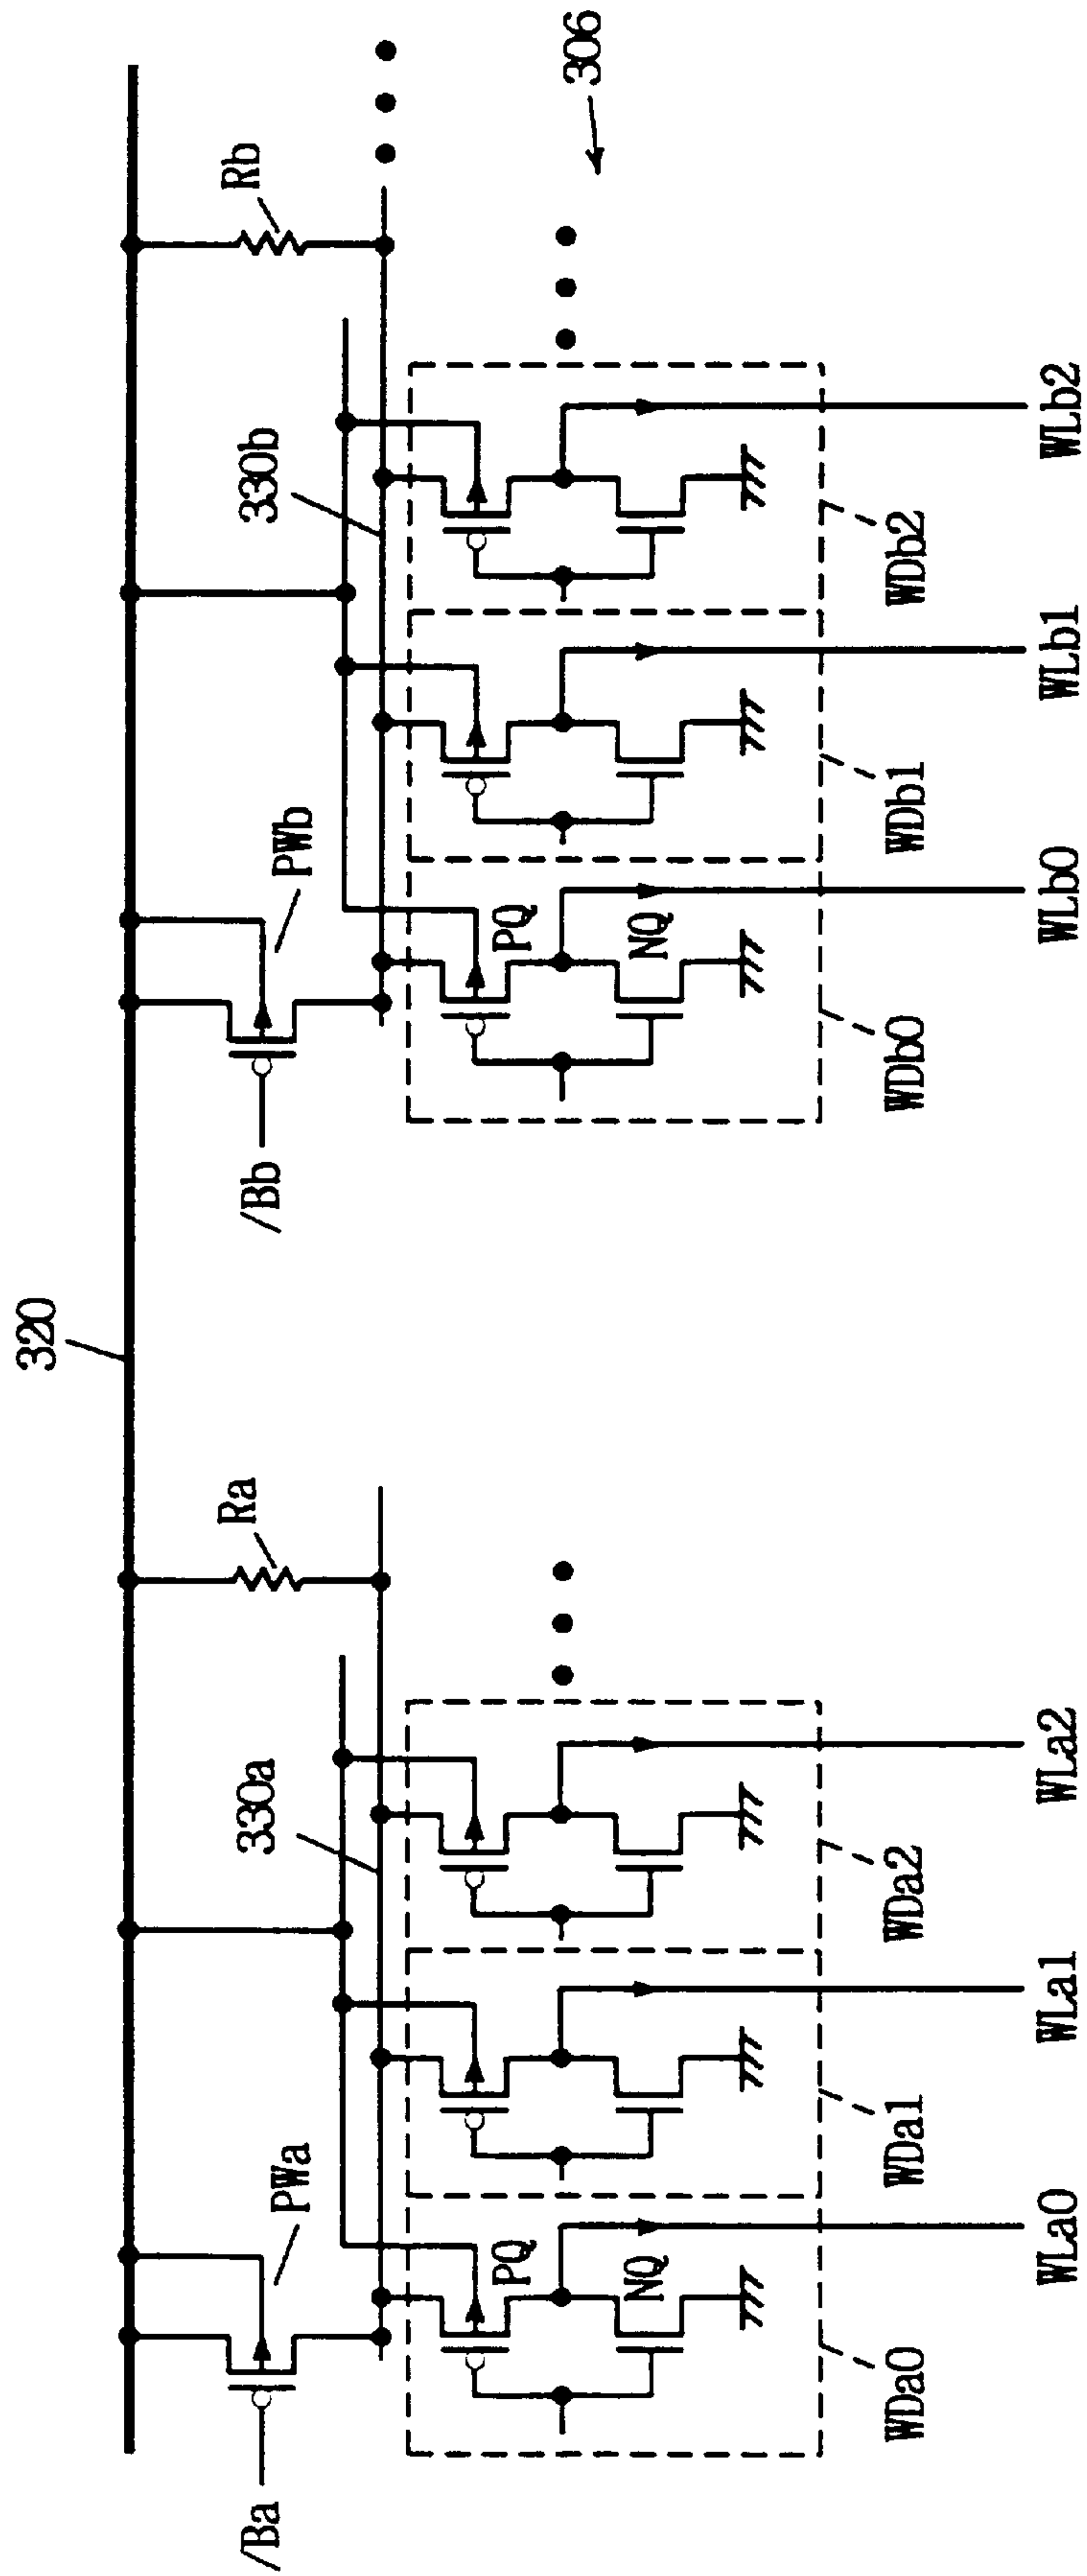 320
306
/Ba
PWa
330a
Ra
/Bb
PWb
330b
Rb
PQ
NQ
PQ
NQ
WDa0
WDa1
WDa2
WDb0
WDb1
WDb2
WLa0
WLa1
WLa2
WLb0
WLb1
WLb2